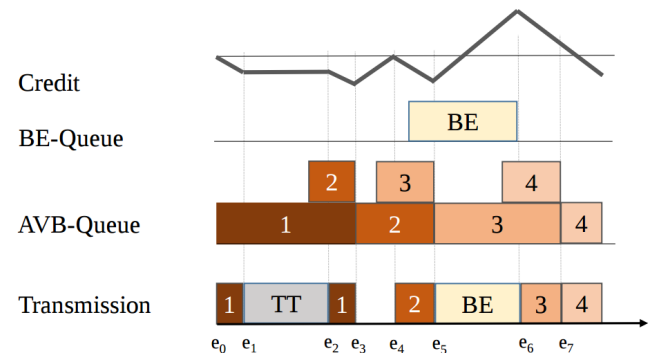 Credit
BE
BE-Queue
2 3 4
AVB-Queue 1 2 3 4
Transmission 1 TT 1 2 BE 3 4
e0 e1 e2 e3 e4 e5 e6 e7